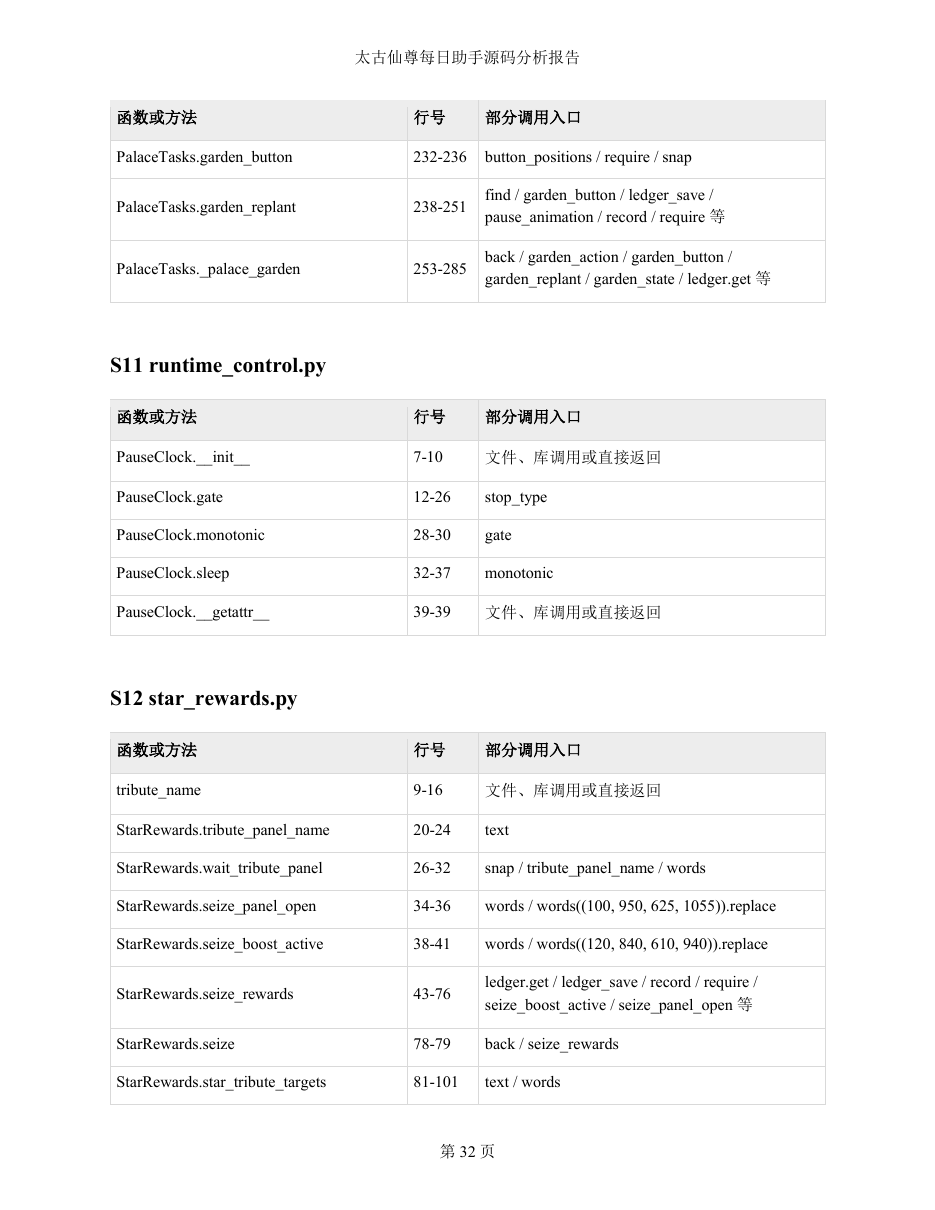 太古仙尊每日助手源码分析报告
函数或方法 行号 部分调用入口
PalaceTasks.garden_button 232-236 button_positions / require / snap
PalaceTasks.garden_replant 238-251 find / garden_button / ledger_save /
pause_animation / record / require 等
PalaceTasks._palace_garden 253-285 back / garden_action / garden_button /
garden_replant / garden_state / ledger.get 等
S11 runtime_control.py
函数或方法 行号 部分调用入口
PauseClock.__init__ 7-10 文件、库调用或直接返回
PauseClock.gate 12-26 stop_type
PauseClock.monotonic 28-30 gate
PauseClock.sleep 32-37 monotonic
PauseClock.__getattr__ 39-39 文件、库调用或直接返回
S12 star_rewards.py
函数或方法 行号 部分调用入口
tribute_name 9-16 文件、库调用或直接返回
StarRewards.tribute_panel_name 20-24 text
StarRewards.wait_tribute_panel 26-32 snap / tribute_panel_name / words
StarRewards.seize_panel_open 34-36 words / words((100, 950, 625, 1055)).replace
StarRewards.seize_boost_active 38-41 words / words((120, 840, 610, 940)).replace
StarRewards.seize_rewards 43-76 ledger.get / ledger_save / record / require /
seize_boost_active / seize_panel_open 等
StarRewards.seize 78-79 back / seize_rewards
StarRewards.star_tribute_targets 81-101 text / words
第 32 页